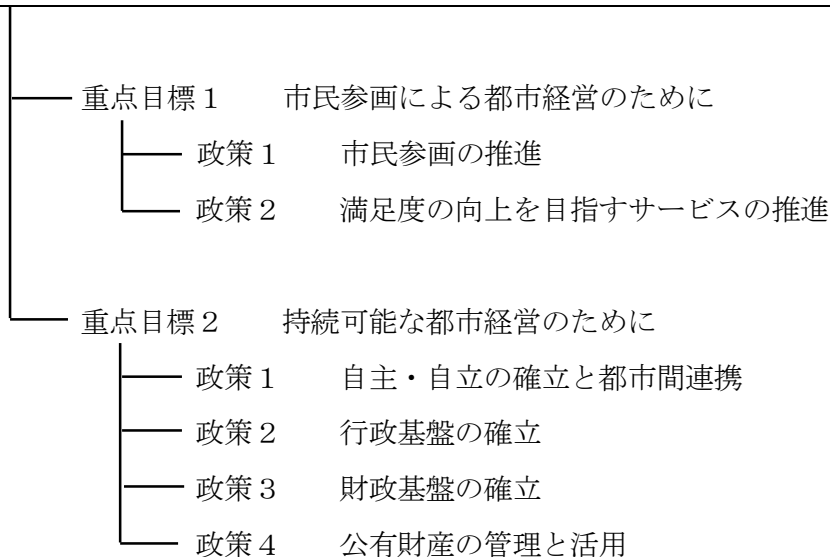 重点目標１　市民参画による都市経営のために
政策１　市民参画の推進
政策２　満足度の向上を目指すサービスの推進
重点目標２　持続可能な都市経営のために
政策１　自主・自立の確立と都市間連携
政策２　行政基盤の確立
政策３　財政基盤の確立
政策４　公有財産の管理と活用